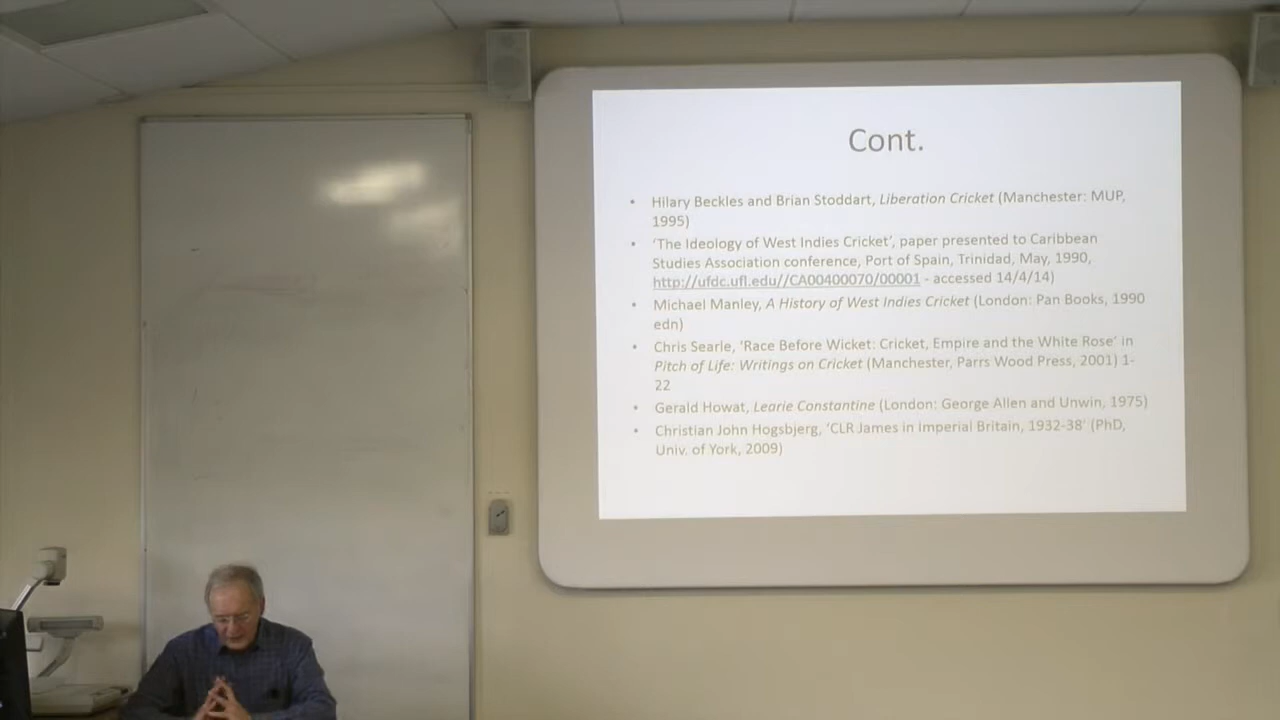 Cont.
• Hilary Beckles and Brian Stoddart, Liberation Cricket (Manchester: MUP,
1995)
• 'The Ideology of West Indies Cricket', paper presented to Caribbean
Studies Association conference, Port of Spain, Trinidad, May, 1990,
http://ufdc.ufl.edu//CA00400070/00001 - accessed 14/4/14)
• Michael Manley, A History of West Indies Cricket (London: Pan Books, 1990
edn)
• Chris Searle, 'Race Before Wicket: Cricket, Empire and the White Rose' in
Pitch of Life: Writings on Cricket (Manchester, Parrs Wood Press, 2001) 1-
22
• Gerald Howat, Learie Constantine (London: George Allen and Unwin, 1975)
• Christian John Hogsbjerg, 'CLR James in Imperial Britain, 1932-38' (PhD,
Univ. of York, 2009)